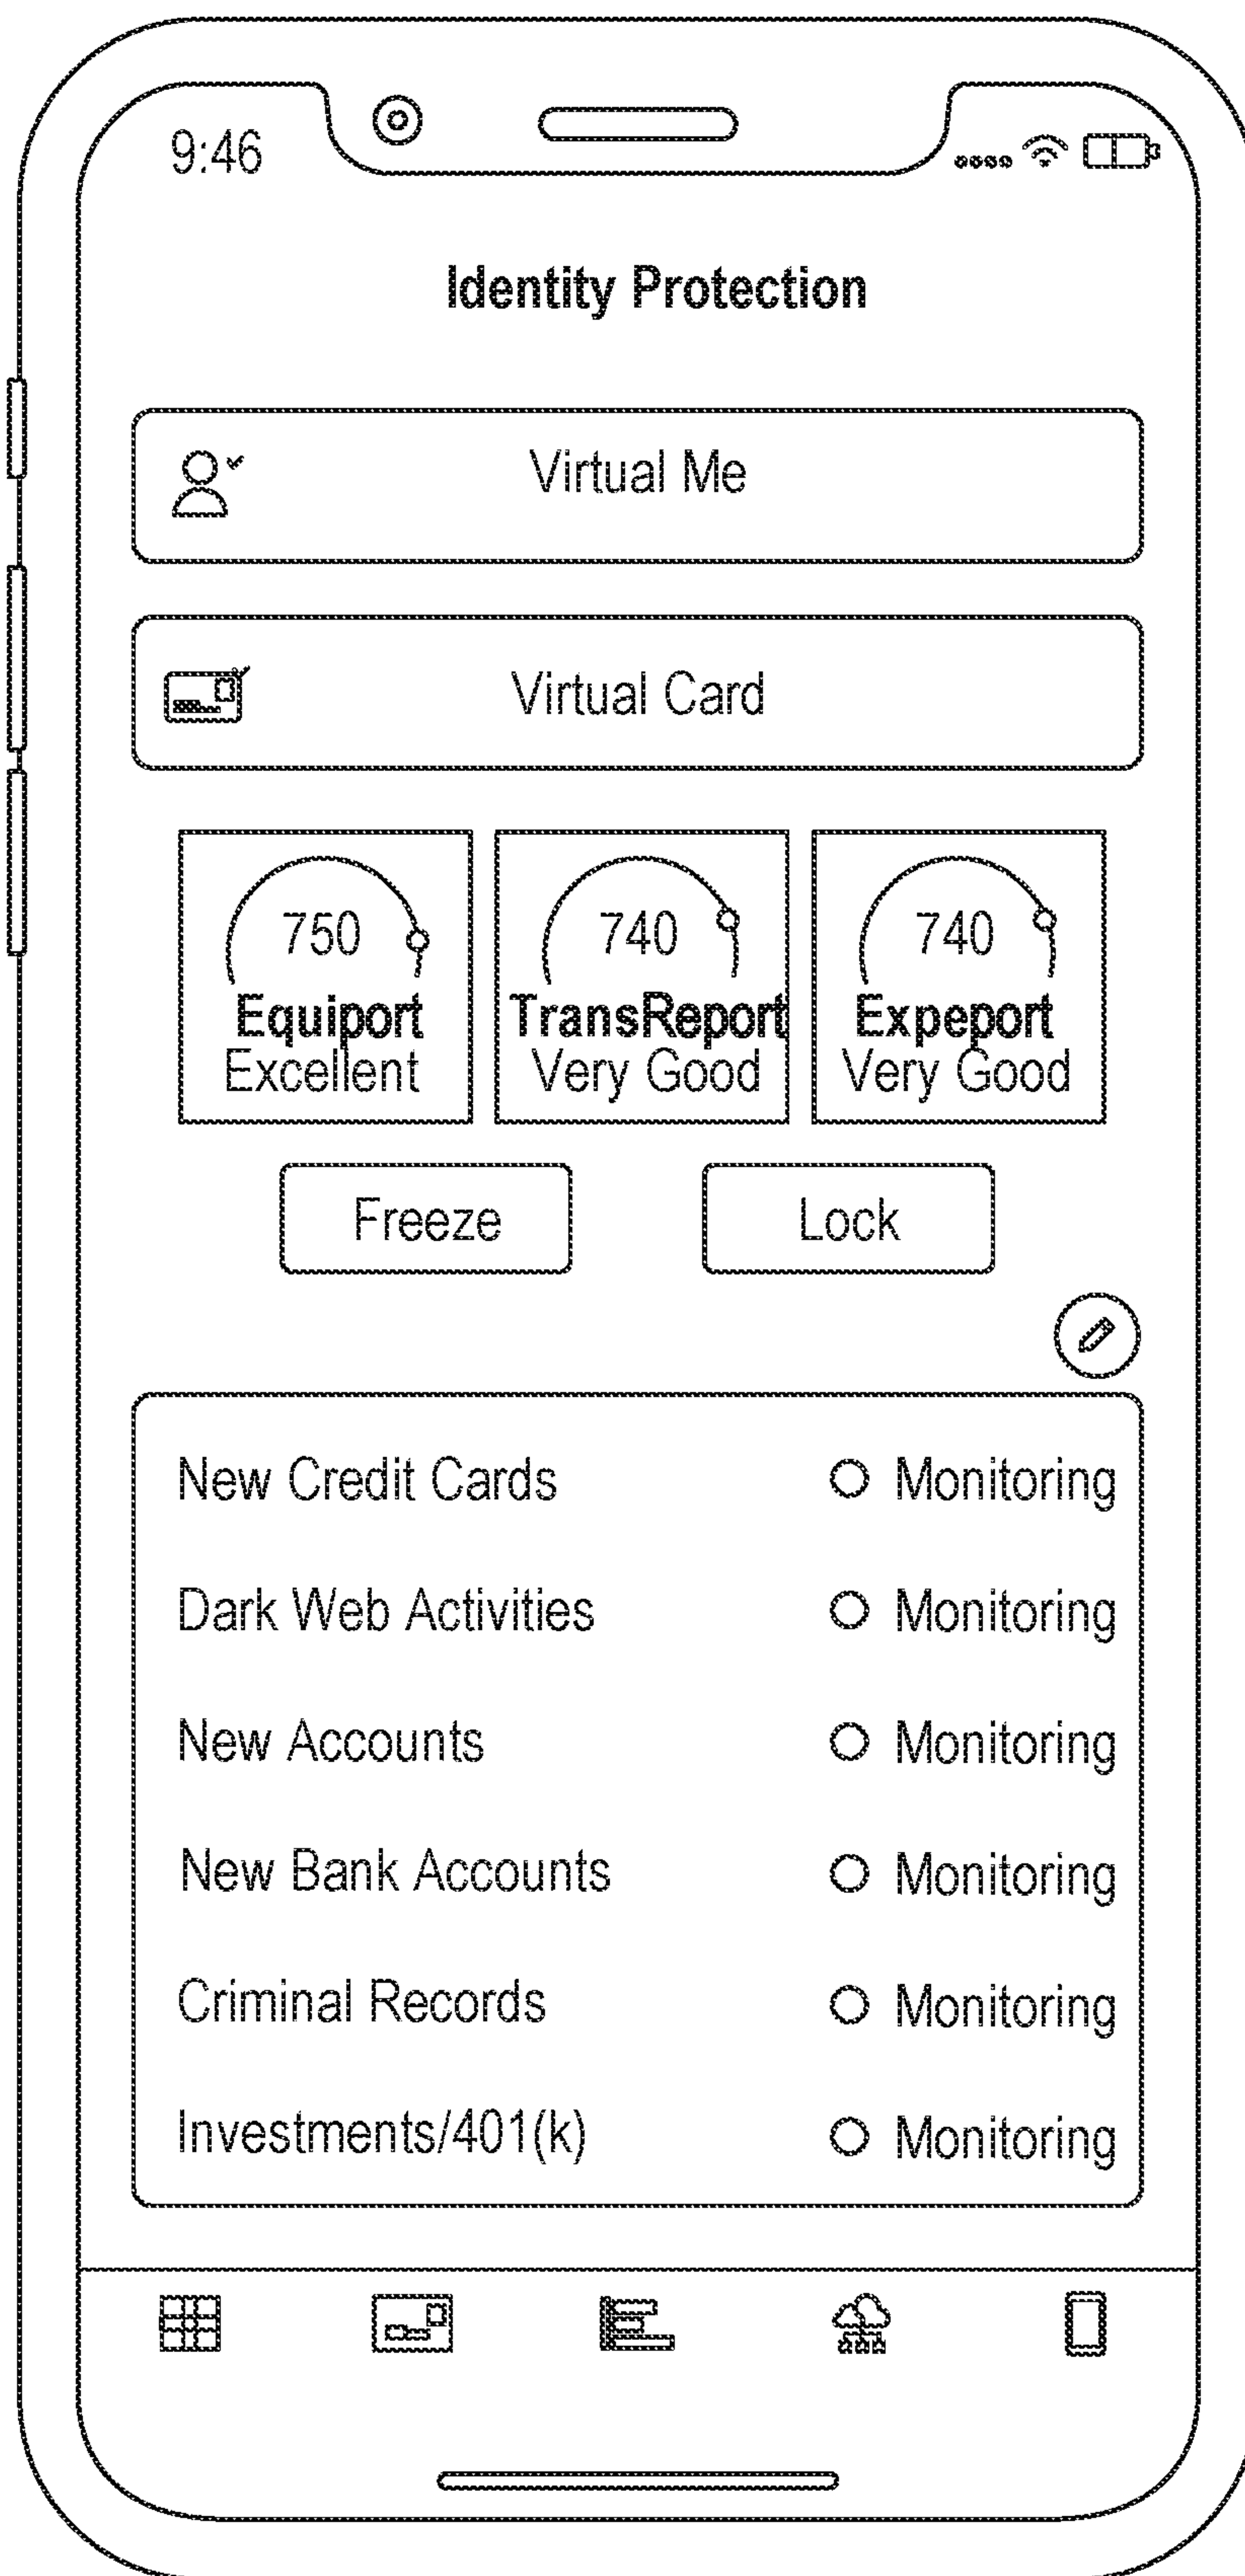 9:46
Identity Protection
Virtual Me
Virtual Card
750 740 740
Equiport TransReport Expeport
Excellent Very Good Very Good
Freeze Lock
New Credit Cards Monitoring
Dark Web Activities Monitoring
New Accounts Monitoring
New Bank Accounts Monitoring
Criminal Records Monitoring
Investments/401(k) Monitoring